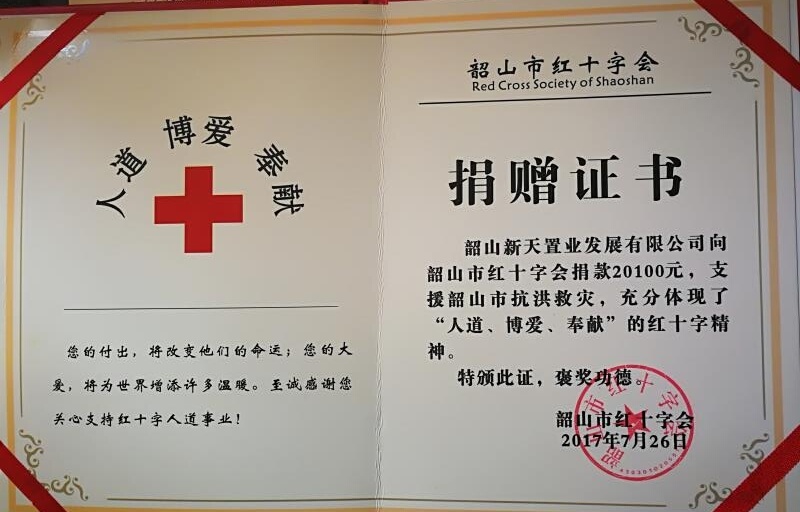 人道 博爱 奉献
您的付出，将改变他们的命运；您的大
爱，将为世界增添许多温暖。至诚感谢您
关心支持红十字人道事业！
韶山市红十字会
Red Cross Society of Shaoshan
捐赠证书
韶山新天置业发展有限公司向
韶山市红十字会捐款20100元，支
援韶山市抗洪救灾，充分体现了
“人道、博爱、奉献”的红十字精
神。
特颁此证，褒奖功德。
韶山市红十字会
2017年7月26日
韶山市红十字会